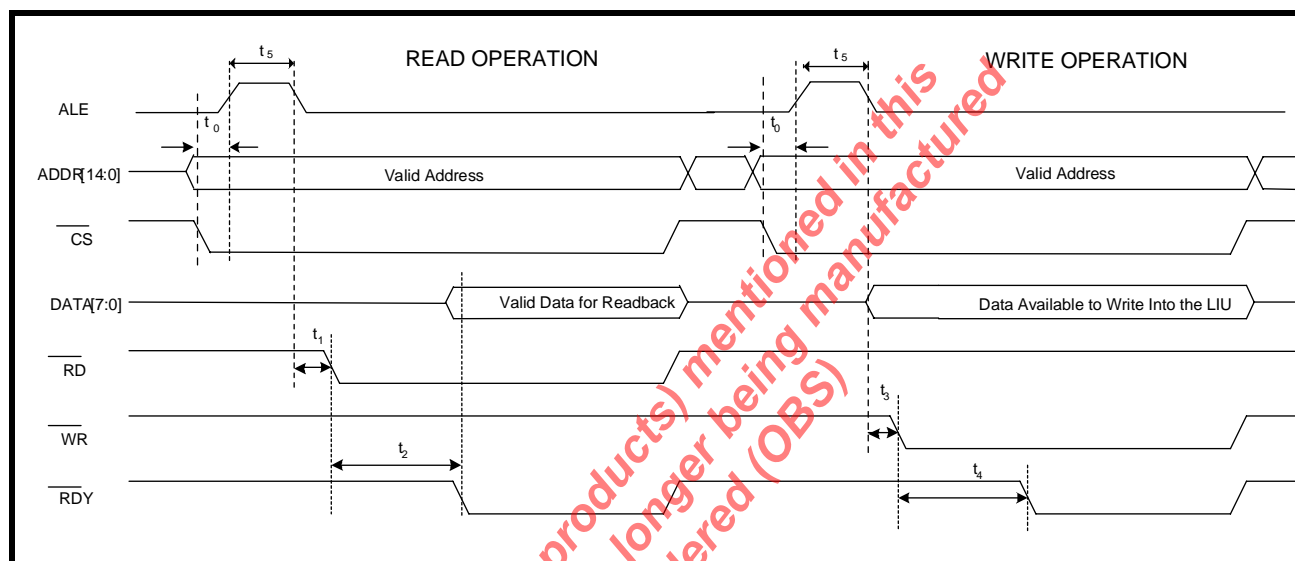 READ OPERATION
WRITE OPERATION
t5
t5
ALE
t0
t0
ADDR[14:0]
Valid Address
Valid Address
CS
DATA[7:0]
Valid Data for Readback
Data Available to Write Into the LIU
t1
RD
t3
WR
t2
t4
RDY
products) mentioned in this
longer being manufactured
dered (OBS)